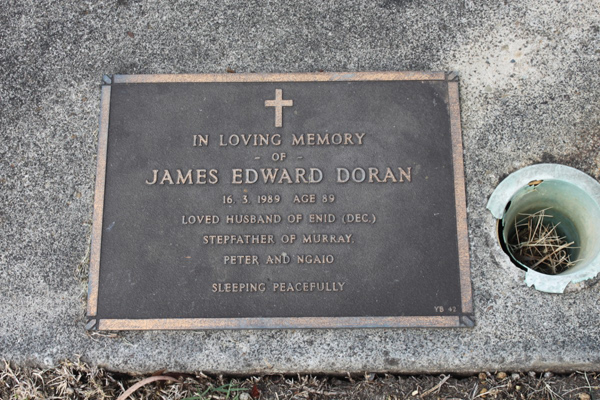 IN LOVING MEMORY
- OF -
JAMES EDWARD DORAN
16. 3. 1989 AGE 89
LOVED HUSBAND OF ENID (DEC.)
STEPFATHER OF MURRAY,
PETER AND NGAIO
SLEEPING PEACEFULLY